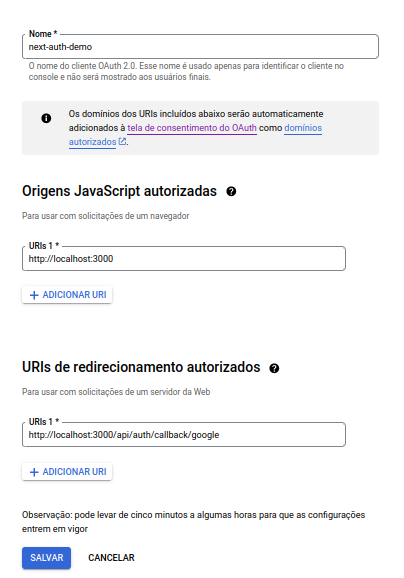 Nome *
next-auth-demo
O nome do cliente OAuth 2.0. Esse nome é usado apenas para identificar o cliente no
console e não será mostrado aos usuários finais.
Os domínios dos URIs incluídos abaixo serão automaticamente
adicionados à tela de consentimento do OAuth como domínios
autorizados.
Origens JavaScript autorizadas
Para usar com solicitações de um navegador
URIs 1 *
http://localhost:3000
+ ADICIONAR URI
URIs de redirecionamento autorizados
Para usar com solicitações de um servidor da Web
URIs 1 *
http://localhost:3000/api/auth/callback/google
+ ADICIONAR URI
Observação: pode levar de cinco minutos a algumas horas para que as configurações
entrem em vigor
SALVAR CANCELAR